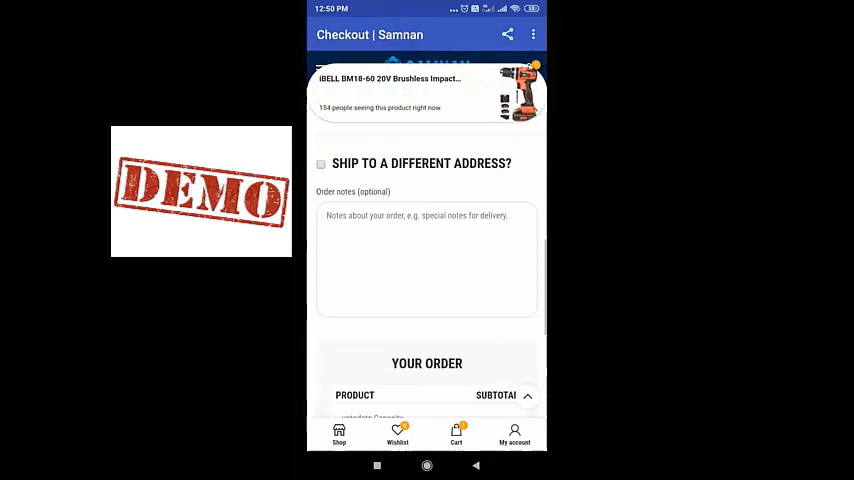 12:50 PM
Checkout | Samnan
iBELL BM18-60 20V Brushless Impact...
154 people seeing this product right now
SHIP TO A DIFFERENT ADDRESS?
Order notes (optional)
Notes about your order, e.g. special notes for delivery.
DEMO
YOUR ORDER
PRODUCT SUBTOTAL
Shop Wishlist Cart My account